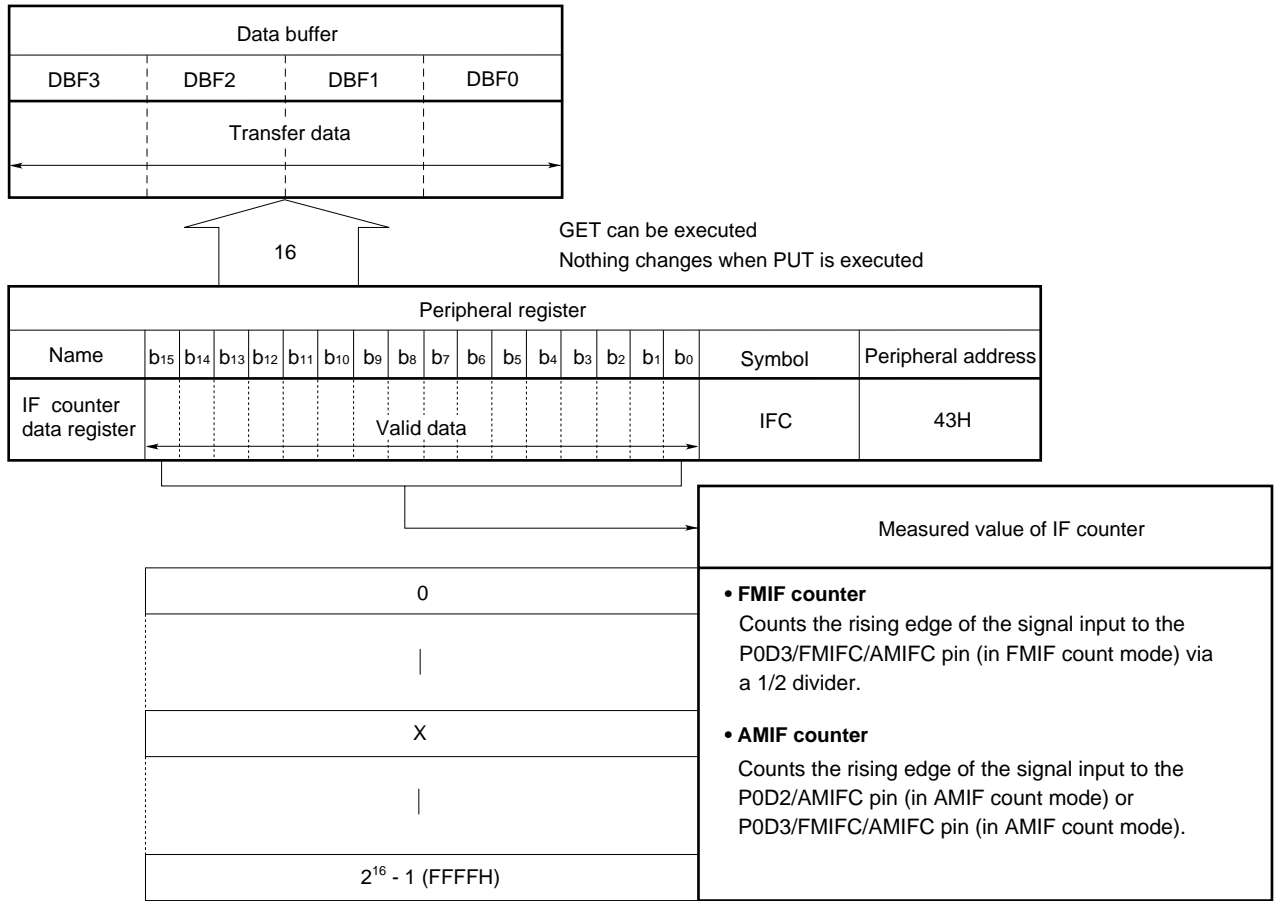 Data buffer
DBF3 DBF2 DBF1 DBF0
Transfer data
16
GET can be executed
Nothing changes when PUT is executed
Peripheral register
Name b15 b14 b13 b12 b11 b10 b9 b8 b7 b6 b5 b4 b3 b2 b1 b0 Symbol Peripheral address
IF counter
data register
Valid data
IFC
43H
Measured value of IF counter
0
X
2^16 - 1 (FFFFH)
• FMIF counter
Counts the rising edge of the signal input to the
P0D3/FMIFC/AMIFC pin (in FMIF count mode) via
a 1/2 divider.
• AMIF counter
Counts the rising edge of the signal input to the
P0D2/AMIFC pin (in AMIF count mode) or
P0D3/FMIFC/AMIFC pin (in AMIF count mode).